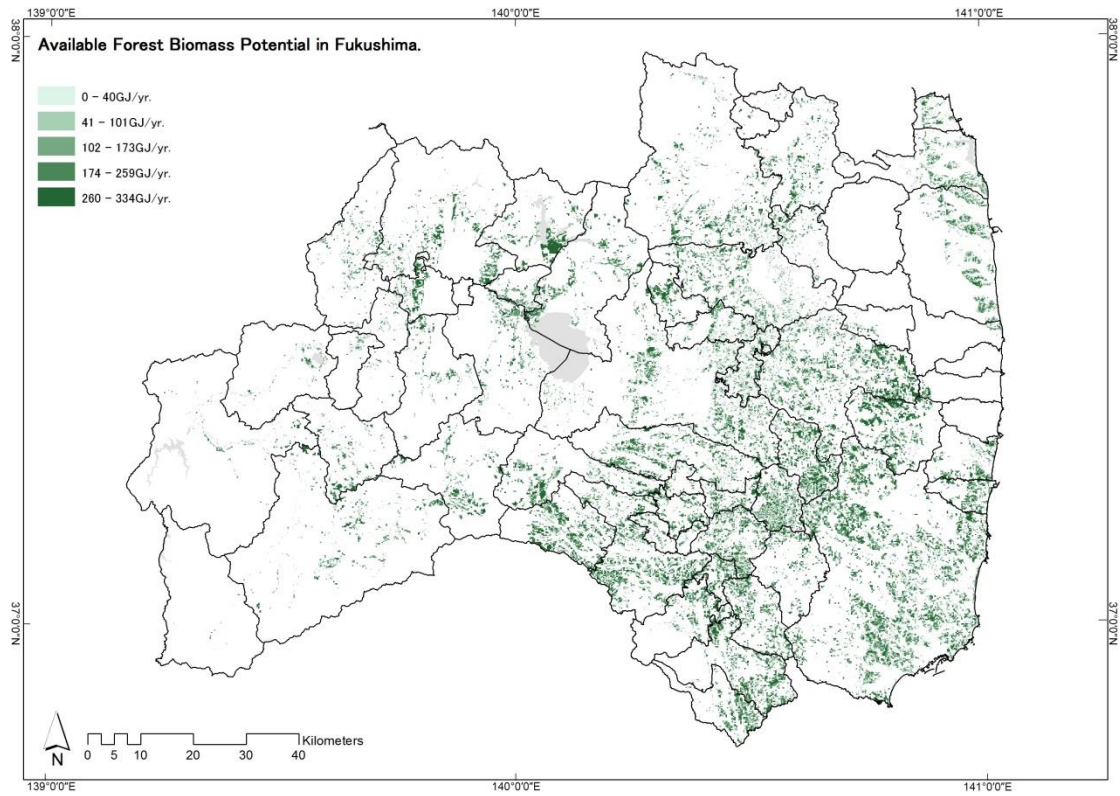 139°0'0"E 140°0'0"E 141°0'0"E
38°0'0"N 38°0'0"N
Available Forest Biomass Potential in Fukushima.
0 - 40GJ/yr.
41 - 101GJ/yr.
102 - 173GJ/yr.
174 - 259GJ/yr.
260 - 334GJ/yr.
37°0'0"N 37°0'0"N
N
Kilometers
0 5 10 20 30 40
139°0'0"E 140°0'0"E 141°0'0"E